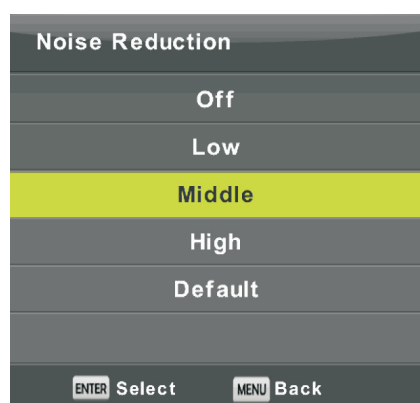 Noise Reduction
Off
Low
Middle
High
Default
ENTER Select MENU Back